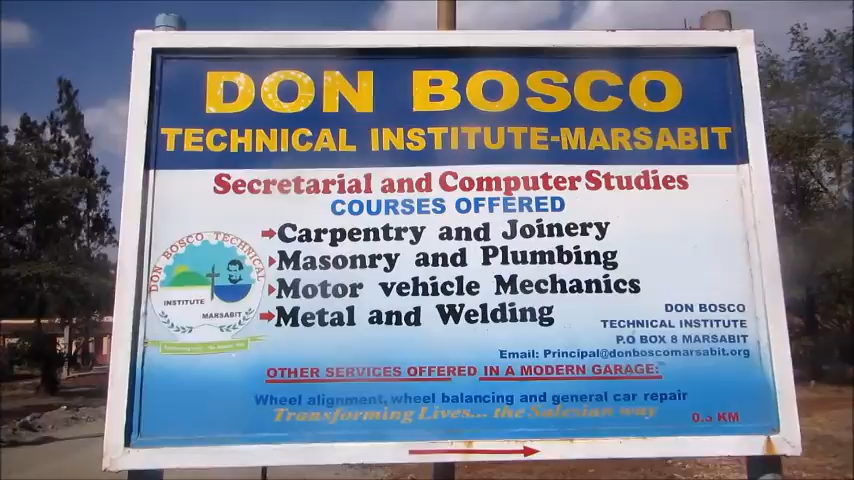 DON BOSCO
TECHNICAL INSTITUTE-MARSABIT
Secretarial and Computer Studies
COURSES OFFERED
Carpentry and Joinery
Masonry and Plumbing
Motor vehicle Mechanics
Metal and Welding
DON BOSCO TECHNICAL
INSTITUTE
MARSABIT
DON BOSCO
TECHNICAL INSTITUTE
P.O BOX 8 MARSABIT
Email: Principal@donboscomarsabit.org
OTHER SERVICES OFFERED IN A MODERN GARAGE:
Wheel alignment, wheel balancing and general car repair
Transforming Lives... the Salesian way
0.5 KM